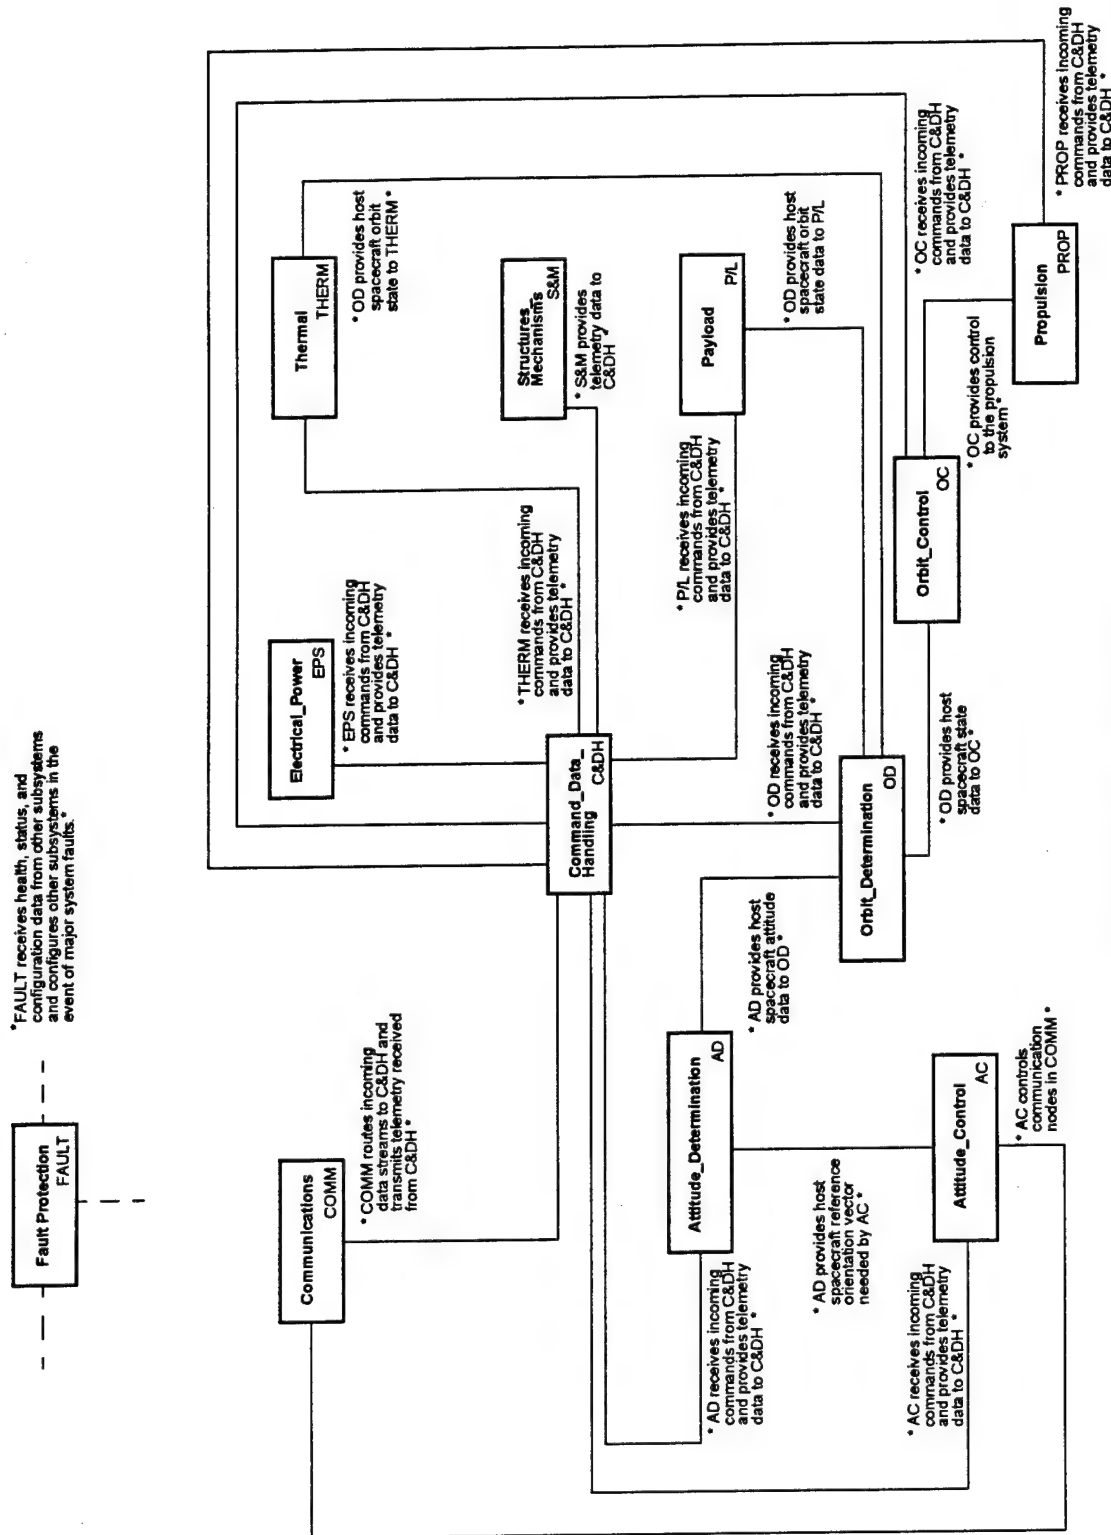 *FAULT receives health, status, and
configuration data from other subsystems
and configures other subsystems in the
event of major system faults.*
Fault Protection
FAULT
Communications
COMM
* COMM routes incoming
data streams to C&DH and
transmits telemetry received
from C&DH *
Electrical_Power
EPS
* EPS receives incoming
commands from C&DH
and provides telemetry
data to C&DH *
Thermal
THERM
* OD provides host
spacecraft orbit
state to THERM *
* THERM receives incoming
commands from C&DH
and provides telemetry
data to C&DH *
Structures_
Mechanisms
S&M
* S&M provides
telemetry data to
C&DH *
Command_Data_
Handling
C&DH
* P/L receives incoming
commands from C&DH
and provides telemetry
data to C&DH *
Payload
P/L
* OD provides host
spacecraft orbit
state data to P/L
Attitude_Determination
AD
* AD provides host
spacecraft attitude
data to OD *
* AD receives incoming
commands from C&DH
and provides telemetry
data to C&DH *
* OD receives incoming
commands from C&DH
and provides telemetry
data to C&DH *
Orbit_Determination
OD
* AD provides host
spacecraft reference
orientation vector
needed by AC *
* OD provides host
spacecraft state
data to OC *
Orbit_Control
OC
* OC receives incoming
commands from C&DH
and provides telemetry
data to C&DH *
* OC provides control
to the propulsion
system*
Attitude_Control
AC
* AC receives incoming
commands from C&DH
and provides telemetry
data to C&DH *
* AC controls
communication
nodes in COMM *
Propulsion
PROP
* PROP receives incoming
commands from C&DH
and provides telemetry
data to C&DH *